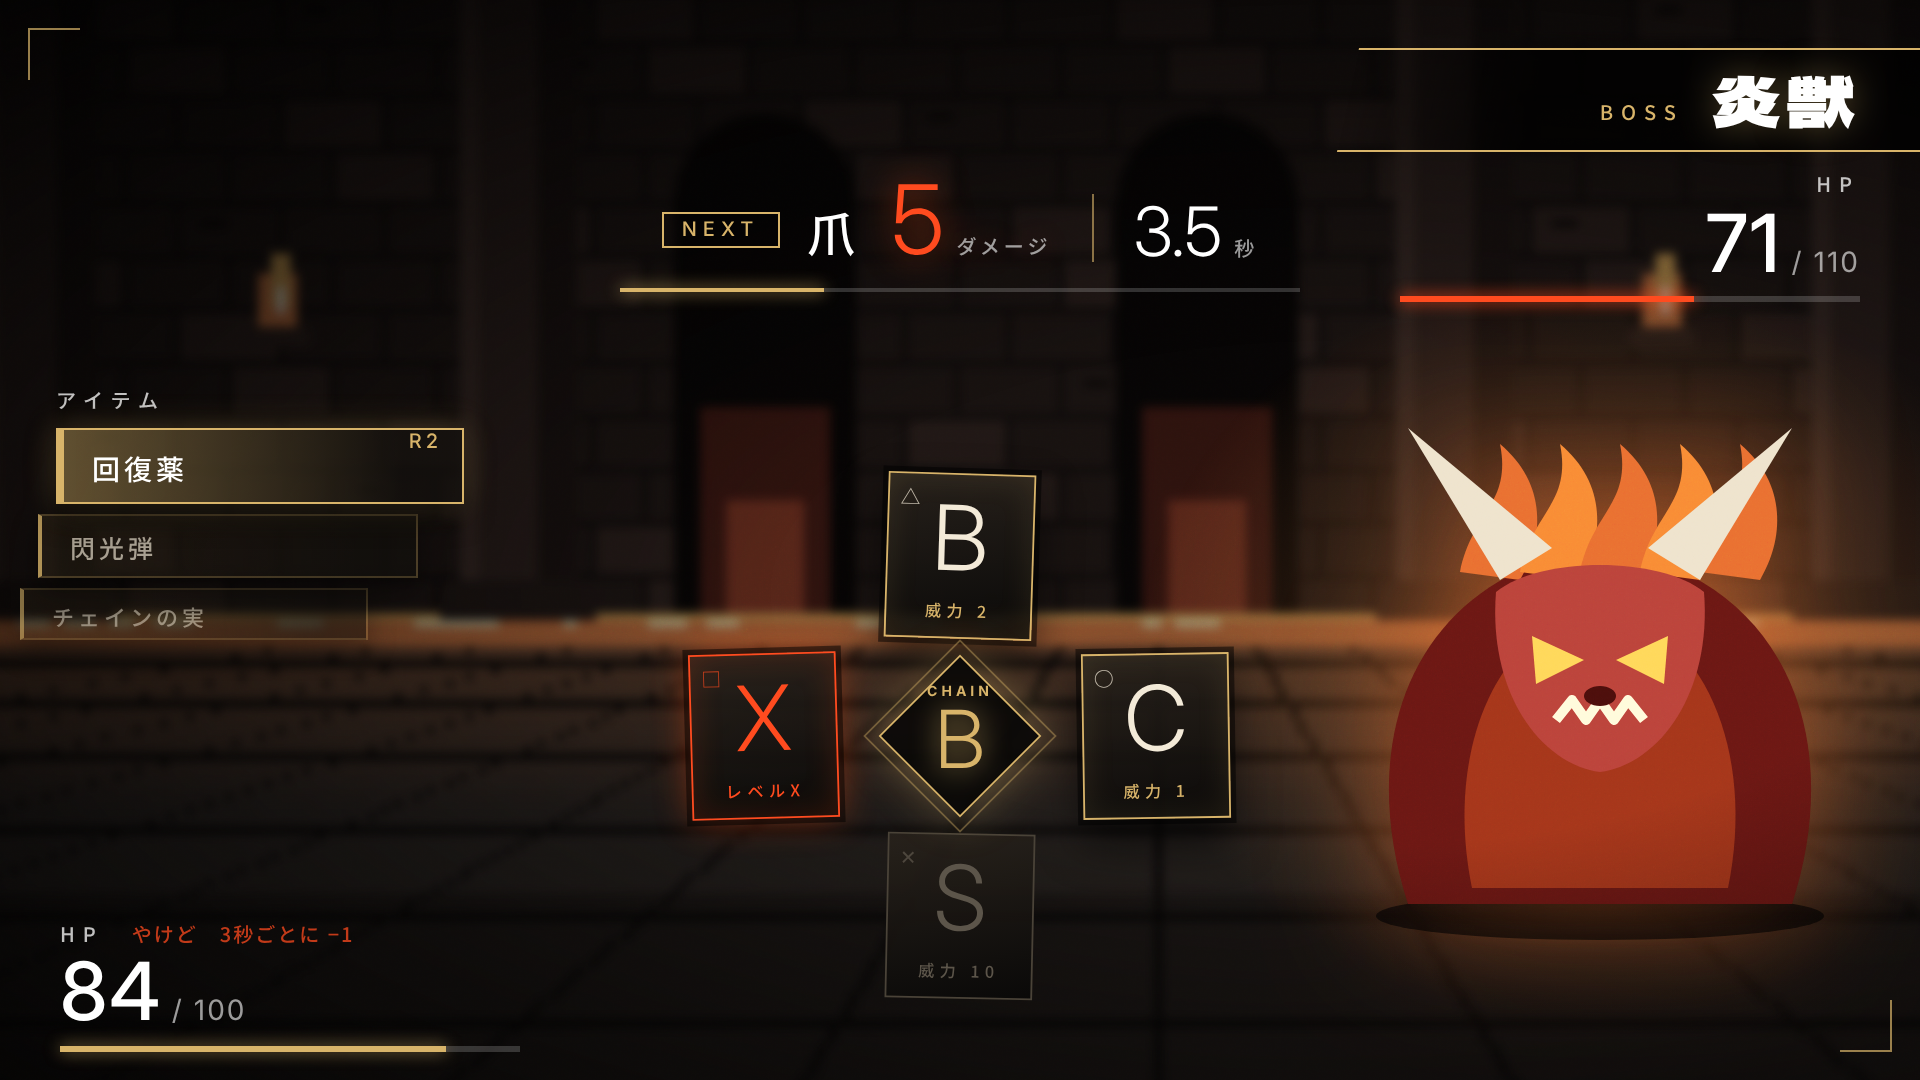 BOSS 炎獣
HP
71 / 110
NEXT 爪 5 ダメージ 3.5 秒
アイテム
回復薬 R2
閃光弾
チェインの実
△
B
威力 2
□
X
レベルX
CHAIN
B
○
C
威力 1
×
S
威力 10
HP やけど 3秒ごとに −1
84 / 100